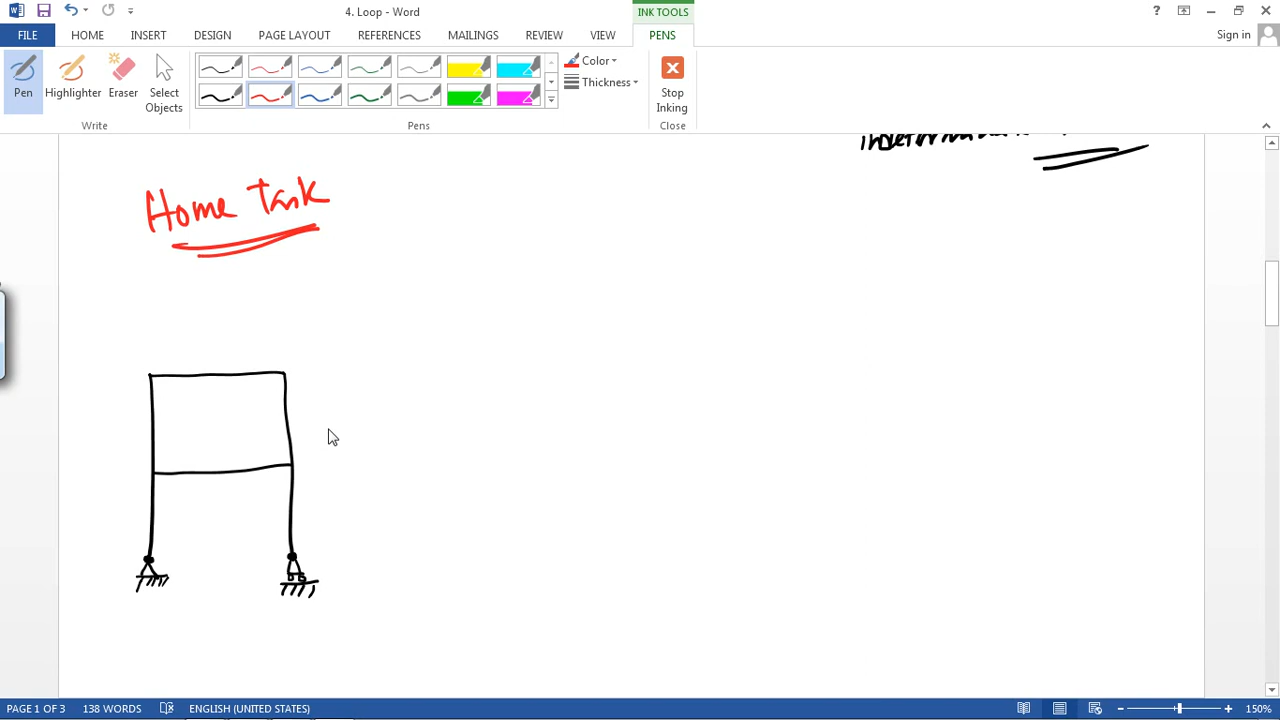 4. Loop - Word
INK TOOLS
?
FILE
HOME
INSERT
DESIGN
PAGE LAYOUT
REFERENCES
MAILINGS
REVIEW
VIEW
PENS
Sign in
Pen
Highlighter
Eraser
Select Objects
Color
Thickness
Stop Inking
Write
Pens
Close
Home Task
PAGE 1 OF 3
138 WORDS
ENGLISH (UNITED STATES)
150%